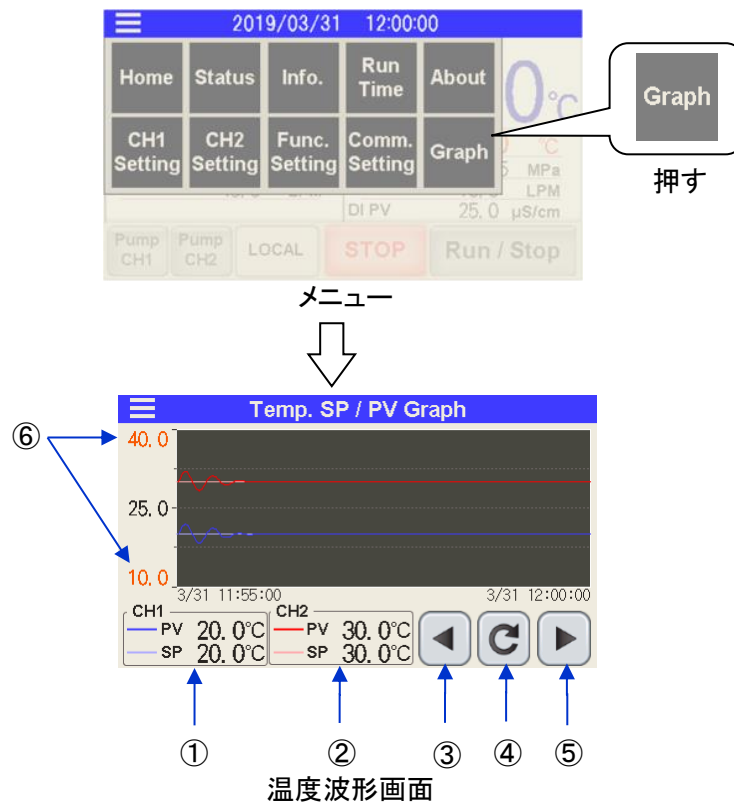 2019/03/31 12:00:00
Home Status Info. Run Time About
CH1 Setting CH2 Setting Func. Setting Comm. Setting Graph
0℃
℃
MPa
LPM
DI PV 25.0 μS/cm
Pump CH1 Pump CH2 LOCAL STOP Run / Stop
Graph
押す
メニュー
Temp. SP / PV Graph
⑥
40.0
25.0
10.0
3/31 11:55:00 3/31 12:00:00
CH1 CH2
PV 20.0℃ PV 30.0℃
SP 20.0℃ SP 30.0℃
① ② ③ ④ ⑤
温度波形画面